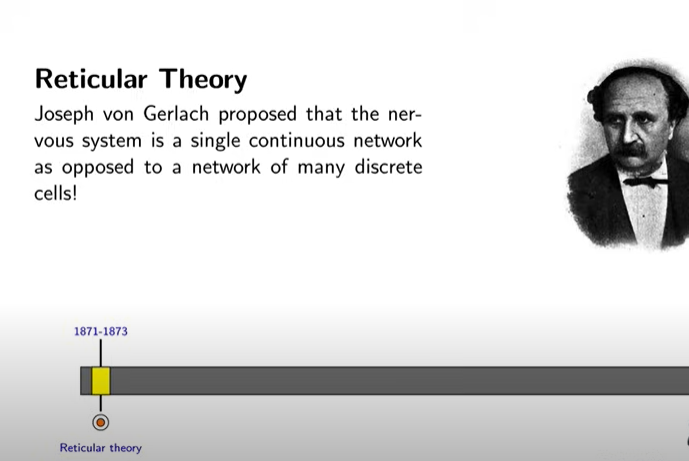 Reticular Theory
Joseph von Gerlach proposed that the ner-
vous system is a single continuous network
as opposed to a network of many discrete
cells!
1871-1873
Reticular theory